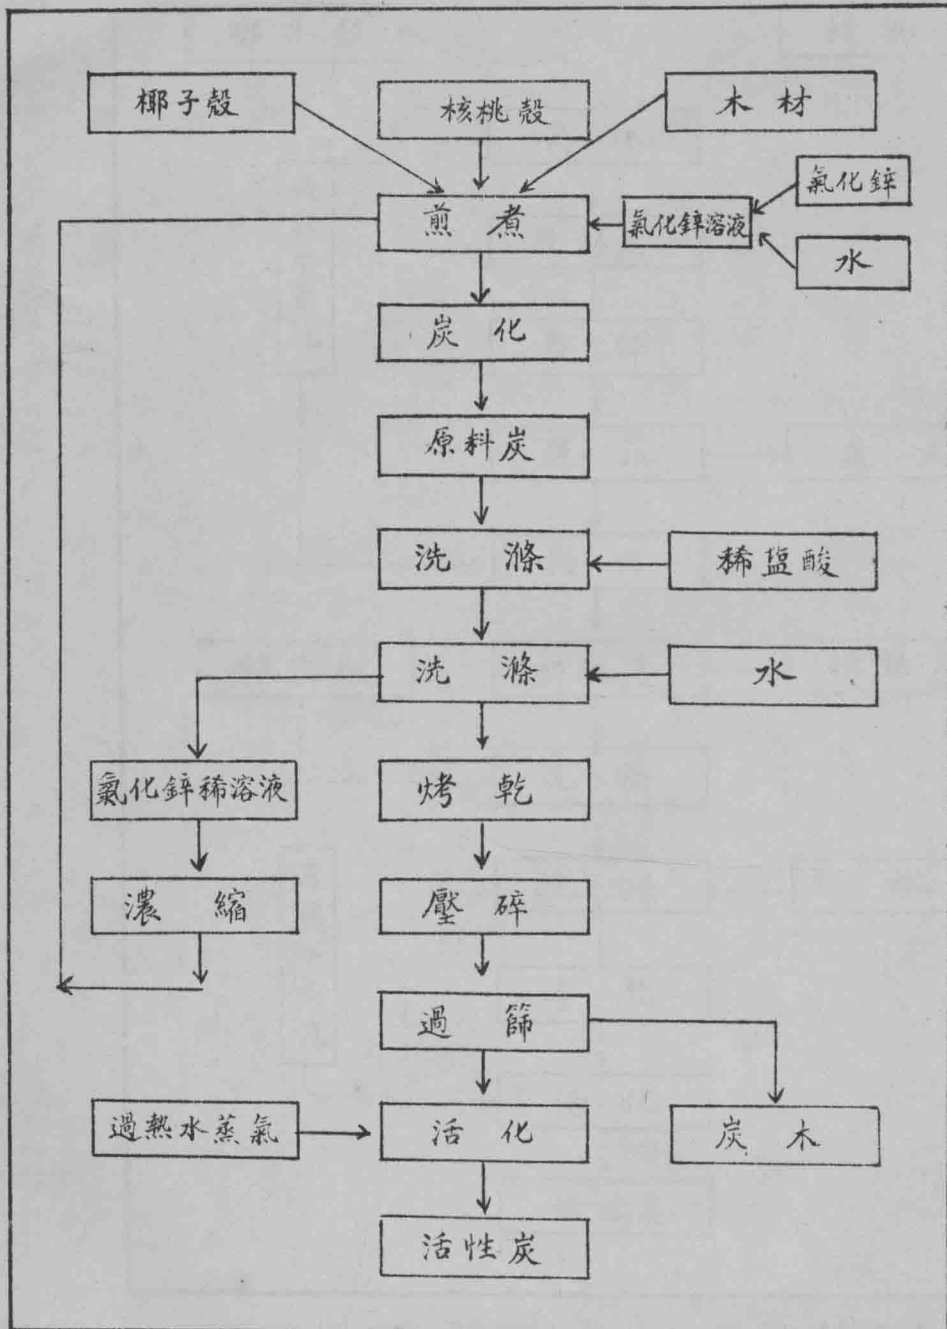 椰子殼
核桃殼
木材
氯化鋅
煎煮
氯化鋅溶液
水
炭化
原料炭
洗滌
稀盐酸
洗滌
水
氯化鋅稀溶液
烤乾
濃縮
壓碎
過篩
過熱水蒸氣
活化
炭木
活性炭